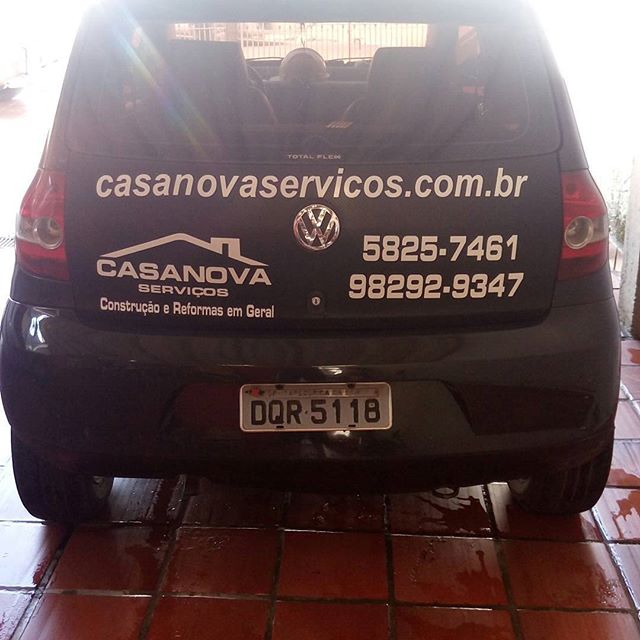 TOTAL FLEX
casanovaservicos.com.br
CASANOVA
SERVIÇOS
Construção e Reformas em Geral
5825-7461
98292-9347
DQR 5118